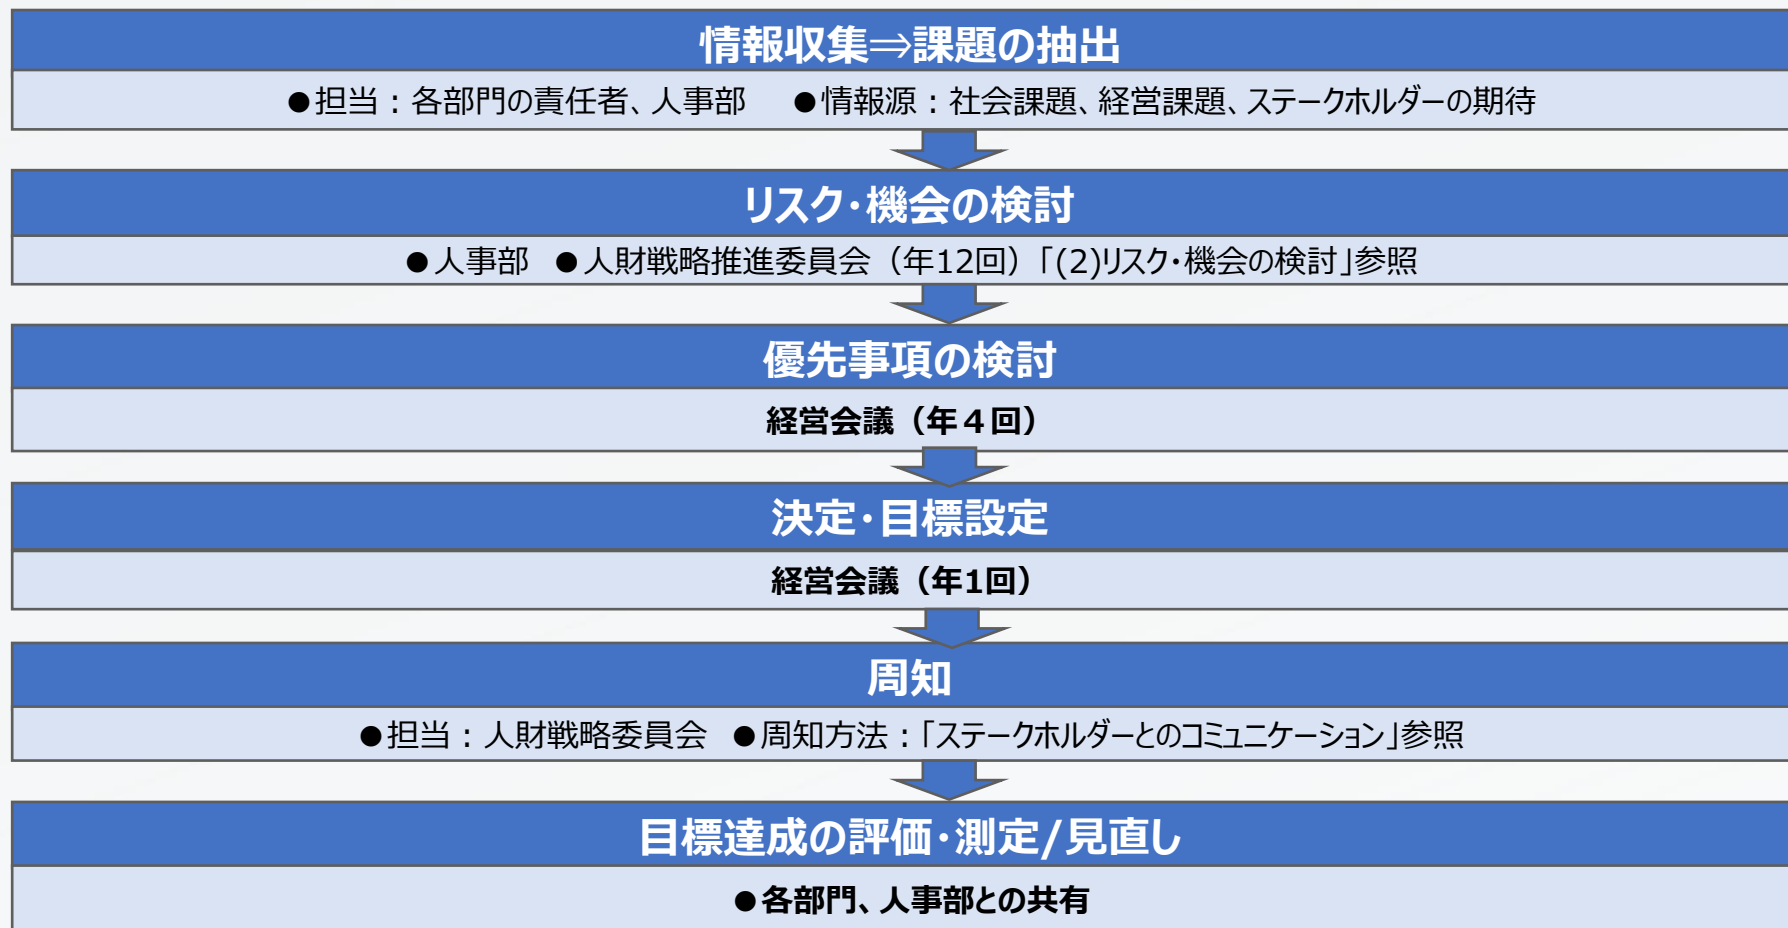 情報収集⇒課題の抽出
●担当：各部門の責任者、人事部　●情報源：社会課題、経営課題、ステークホルダーの期待
リスク・機会の検討
●人事部　●人財戦略推進委員会（年12回）「(2)リスク・機会の検討」参照
優先事項の検討
経営会議（年４回）
決定・目標設定
経営会議（年1回）
周知
●担当：人財戦略委員会　●周知方法：「ステークホルダーとのコミュニケーション」参照
目標達成の評価・測定/見直し
●各部門、人事部との共有